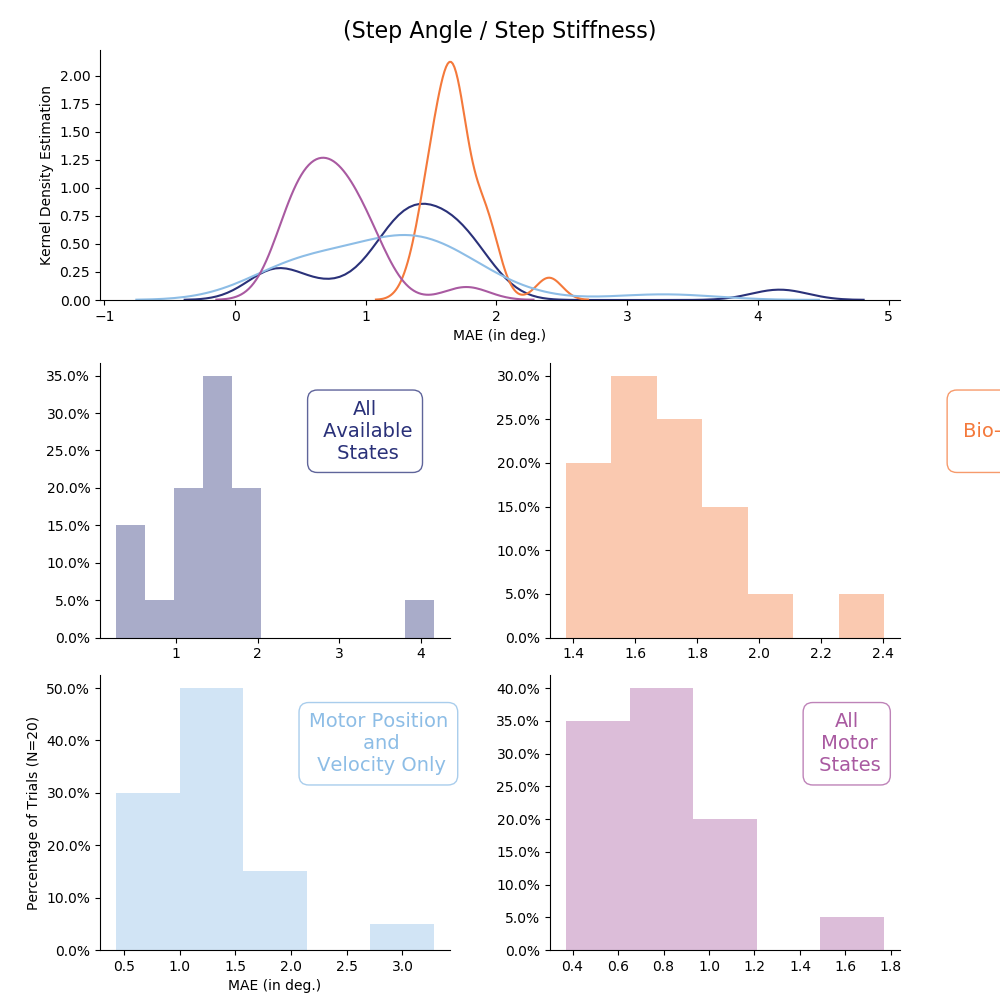 (Step Angle / Step Stiffness)
Kernel Density Estimation
2.00
1.75
1.50
1.25
1.00
0.75
0.50
0.25
0.00
−1 0 1 2 3 4 5
MAE (in deg.)
35.0%
30.0%
25.0%
20.0%
15.0%
10.0%
5.0%
0.0%
1 2 3 4
All
Available
States
30.0%
25.0%
20.0%
15.0%
10.0%
5.0%
0.0%
1.4 1.6 1.8 2.0 2.2 2.4
Bio-
Percentage of Trials (N=20)
50.0%
40.0%
30.0%
20.0%
10.0%
0.0%
0.5 1.0 1.5 2.0 2.5 3.0
MAE (in deg.)
Motor Position
and
Velocity Only
40.0%
35.0%
30.0%
25.0%
20.0%
15.0%
10.0%
5.0%
0.0%
0.4 0.6 0.8 1.0 1.2 1.4 1.6 1.8
All
Motor
States